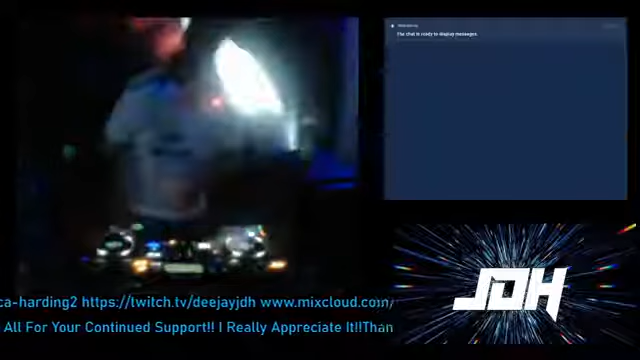 The chat is ready to display messages.
JDH
ca-harding2 https://twitch.tv/deejayjdh www.mixcloud.com/
All For Your Continued Support!! I Really Appreciate It!!Than